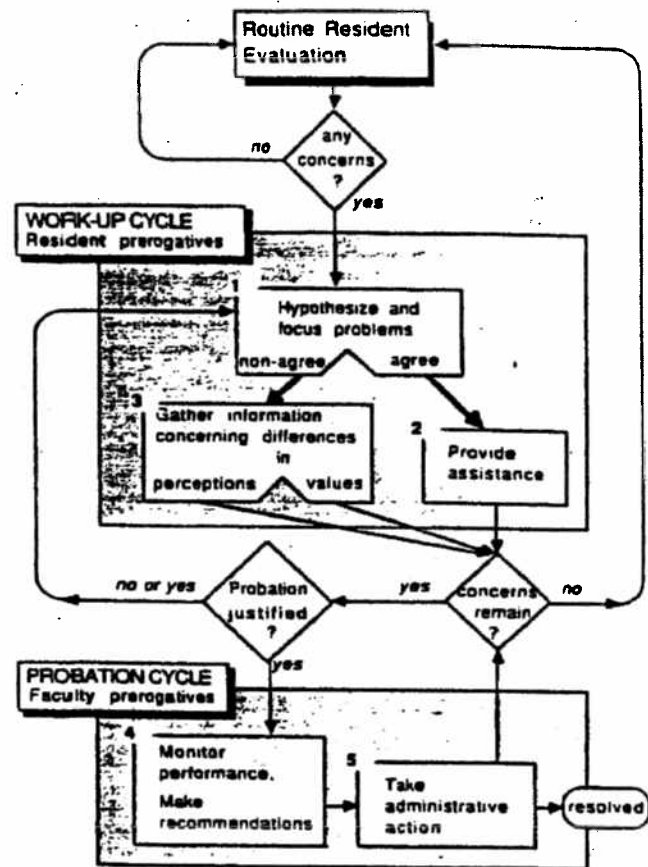 Routine Resident
Evaluation
no
any
concerns
?
yes
WORK-UP CYCLE
Resident prerogatives
1
Hypothesize and
focus problems
non-agree
agree
3
Gather information
concerning differences
in
perceptions
values
2
Provide
assistance
no or yes
Probation
justified
?
yes
yes
concerns
remain
?
no
PROBATION CYCLE
Faculty prerogatives
4
Monitor
performance.
Make
recommendations
5
Take
administrative
action
resolved